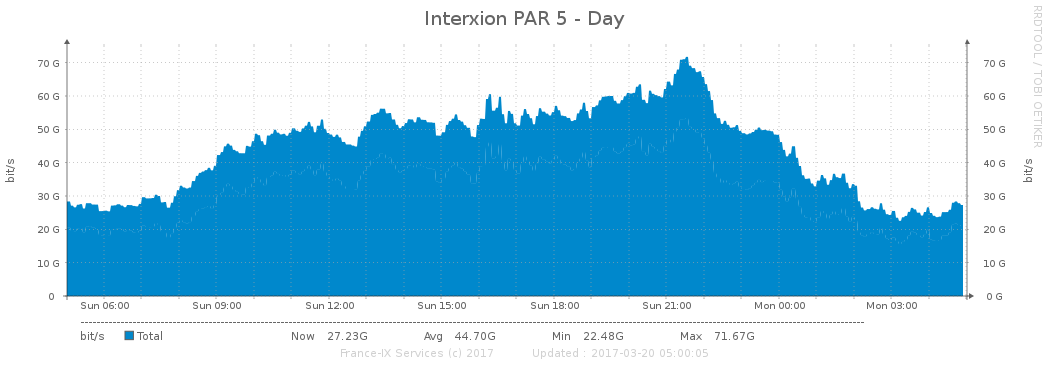 Interxion PAR 5 - Day
RRDTOOL / TOBI OETIKER
70 G 70 G
60 G 60 G
50 G 50 G
40 G 40 G
30 G 30 G
20 G 20 G
10 G 10 G
0 0 G
bit/s bit/s
Sun 06:00 Sun 09:00 Sun 12:00 Sun 15:00 Sun 18:00 Sun 21:00 Mon 00:00 Mon 03:00
bit/s Total Now 27.23G Avg 44.70G Min 22.48G Max 71.67G
France-IX Services (c) 2017 Updated : 2017-03-20 05:00:05